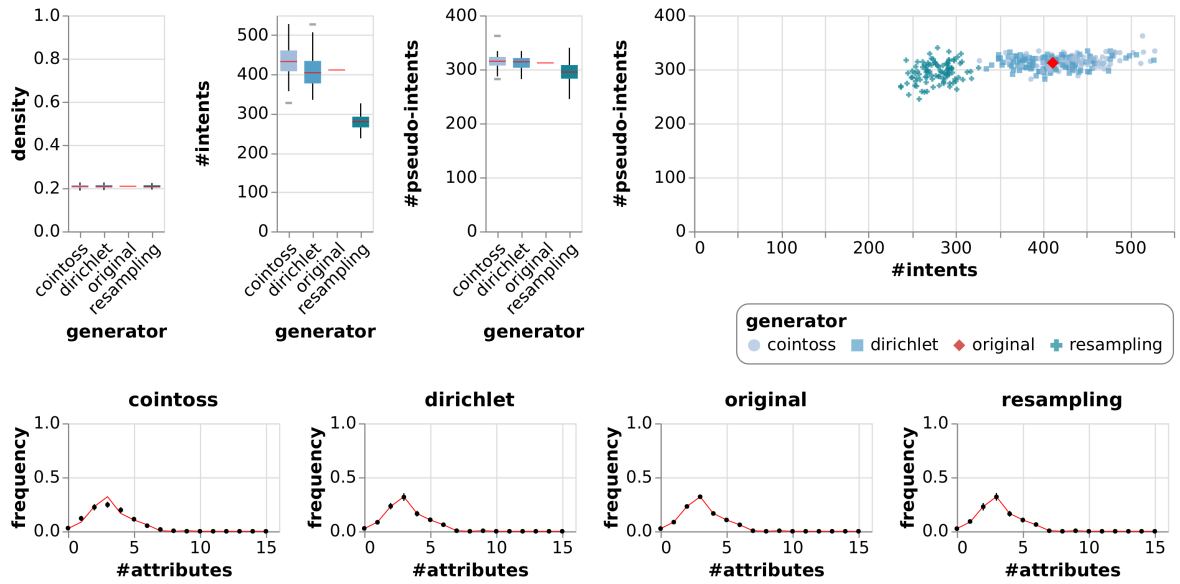 density
1.0
0.8
0.6
0.4
0.2
0.0
cointoss
dirichlet
original
resampling
generator
#intents
500
400
300
200
100
0
cointoss
dirichlet
original
resampling
generator
#pseudo-intents
400
300
200
100
0
cointoss
dirichlet
original
resampling
generator
#pseudo-intents
400
300
200
100
0
0 100 200 300 400 500
#intents
generator
cointoss dirichlet original resampling
cointoss
frequency
1.0
0.5
0.0
0 5 10 15
#attributes
dirichlet
frequency
1.0
0.5
0.0
0 5 10 15
#attributes
original
frequency
1.0
0.5
0.0
0 5 10 15
#attributes
resampling
frequency
1.0
0.5
0.0
0 5 10 15
#attributes